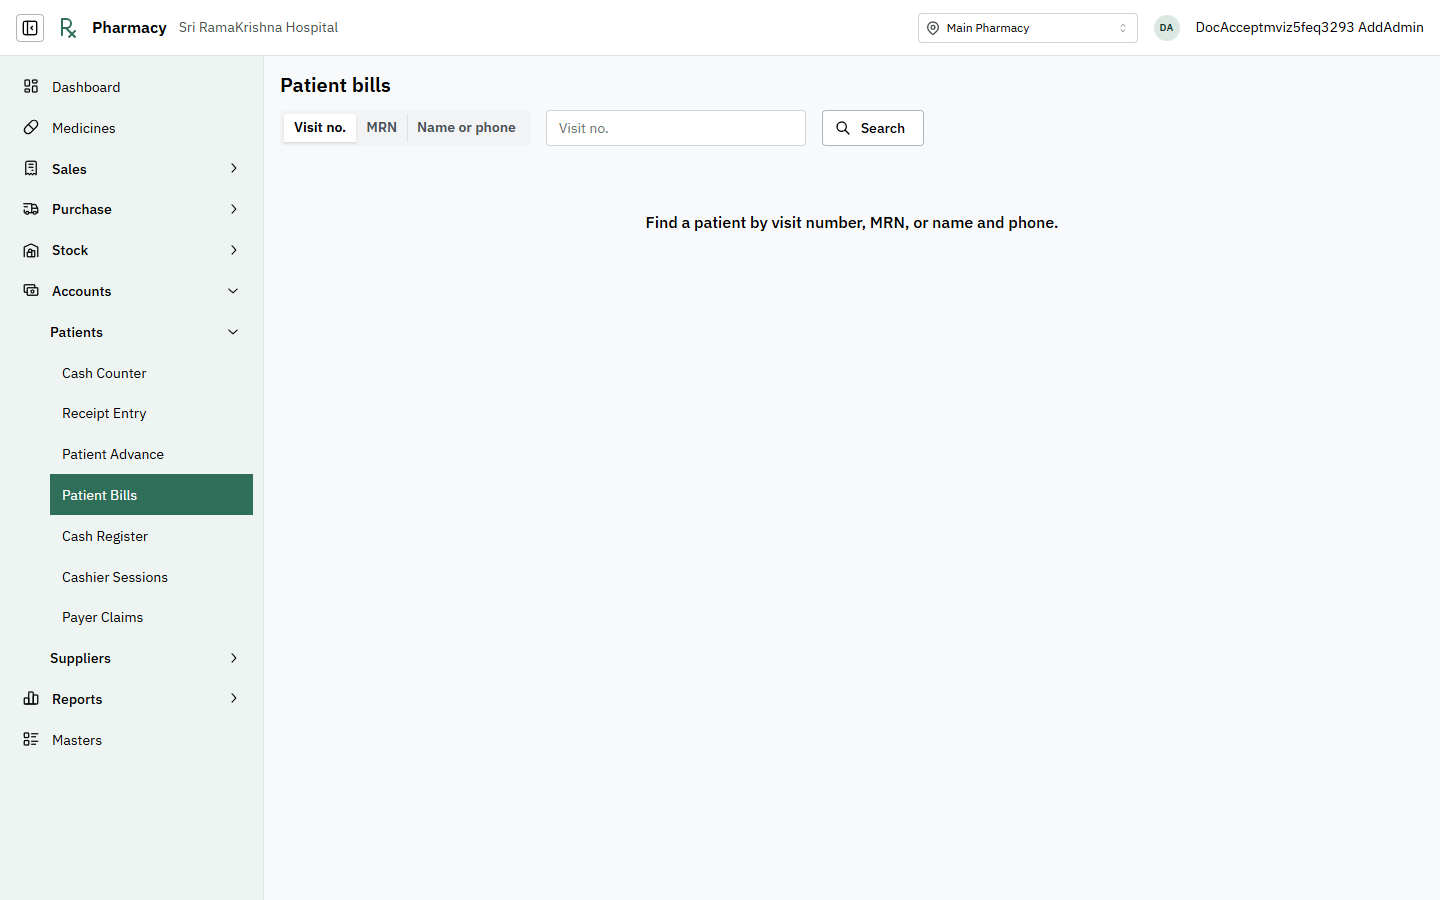 Pharmacy Sri RamaKrishna Hospital
Main Pharmacy
DA DocAcceptmviz5feq3293 AddAdmin
Dashboard
Medicines
Sales
Purchase
Stock
Accounts
Patients
Cash Counter
Receipt Entry
Patient Advance
Patient Bills
Cash Register
Cashier Sessions
Payer Claims
Suppliers
Reports
Masters
Patient bills
Visit no. MRN Name or phone
Visit no.
Search
Find a patient by visit number, MRN, or name and phone.